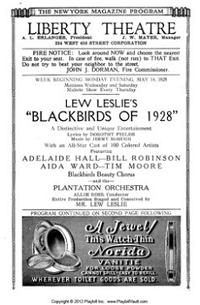 THE NEW YORK MAGAZINE PROGRAM
LIBERTY THEATRE
A. L. ERLANGER, President J. W. MAYER, Manager
234 WEST 42D STREET CORPORATION
FIRE NOTICE: Look around NOW and choose the nearest
Exit to your seat. In case of fire, walk (not run) to THAT Exit
Do not try to beat your neighbor to the street.
JOHN J. DORMAN, Fire Commissioner.
WEEK BEGINNING MONDAY EVENING, MAY 14, 1928
Matinees Wednesday and Saturday
Midnite Show Every Thursday
LEW LESLIE'S
"BLACKBIRDS OF 1928"
A Distinctive and Unique Entertainment
Lyrics by DOROTHY FIELDS
Music by JIMMY McHUGH
With an All-Star Cast of 100 Colored Artists
Featuring
ADELAIDE HALL—BILL ROBINSON
AIDA WARD—TIM MOORE
Blackbirds Beauty Chorus
—and the—
PLANTATION ORCHESTRA
ALLIE ROSS, Conductor
Entire Production Staged and Conceived by
MR. LEW LESLIE
PROGRAM CONTINUED ON SECOND PAGE FOLLOWING
A Jewel!
This Watch-Thin
Norida
VANITIE
FOR LOOSE POWDER
CANNOT SPILL. EASY TO REFILL
WHEREVER TOILET GOODS ARE SOLD.
Copyright © 2012 PlayBill Vault. www.PlaybillVault.com